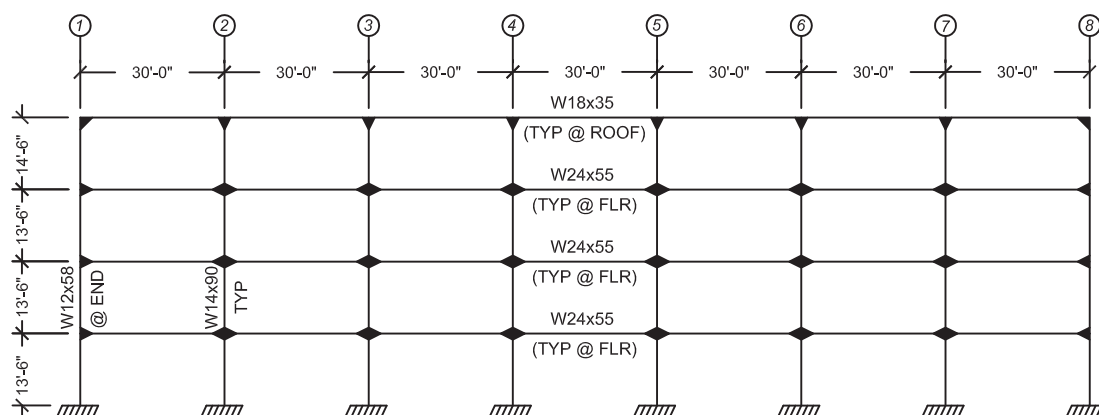 1 2 3 4 5 6 7 8
30'-0" 30'-0" 30'-0" 30'-0" 30'-0" 30'-0" 30'-0"
W18x35
(TYP @ ROOF)
14'-6"
W24x55
(TYP @ FLR)
13'-6"
W24x55
(TYP @ FLR)
13'-6"
W12x58
@ END
W14x90
TYP
W24x55
(TYP @ FLR)
13'-6"